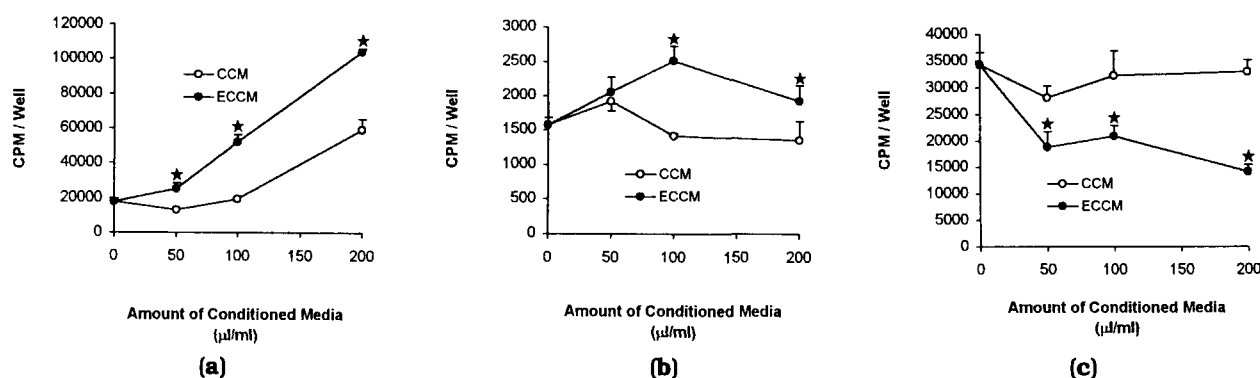 120000
100000
80000
60000
40000
20000
0
CPM / Well
CCM
ECCM
0 50 100 150 200
Amount of Conditioned Media
(µl/ml)
(a)
3000
2500
2000
1500
1000
500
0
CPM / Well
CCM
ECCM
0 50 100 150 200
Amount of Conditioned Media
(µl/ml)
(b)
40000
35000
30000
25000
20000
15000
10000
5000
0
CPM / Well
CCM
ECCM
0 50 100 150 200
Amount of Conditioned Media
(µl/ml)
(c)